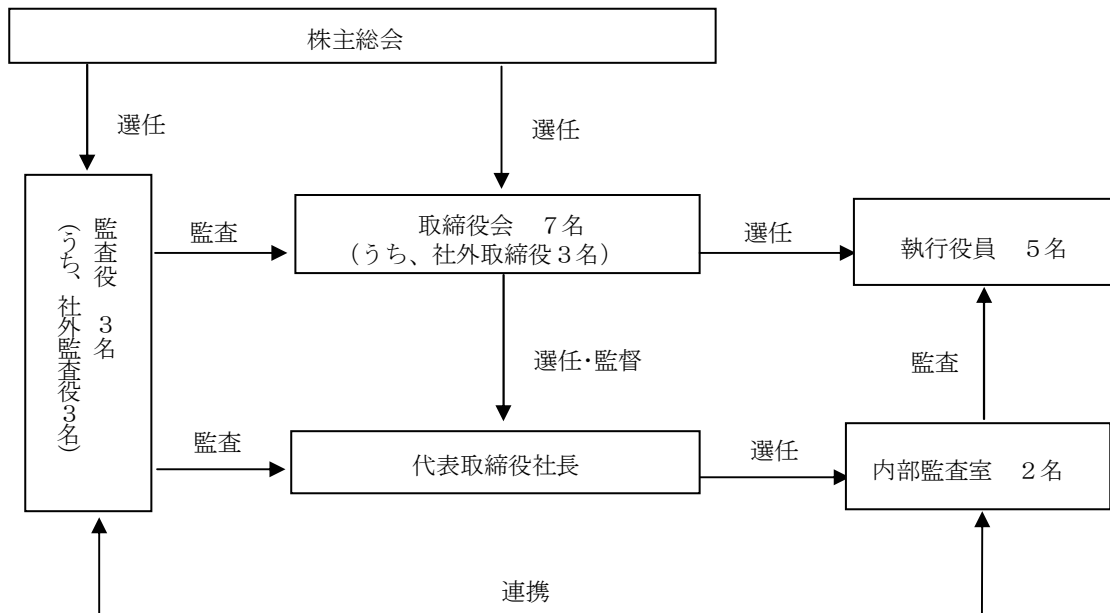 株主総会
選任
選任
監査役　３名
(うち、社外監査役３名)
監査
取締役会　７名
（うち、社外取締役３名）
選任
執行役員　５名
選任･監督
監査
監査
代表取締役社長
選任
内部監査室　２名
連携